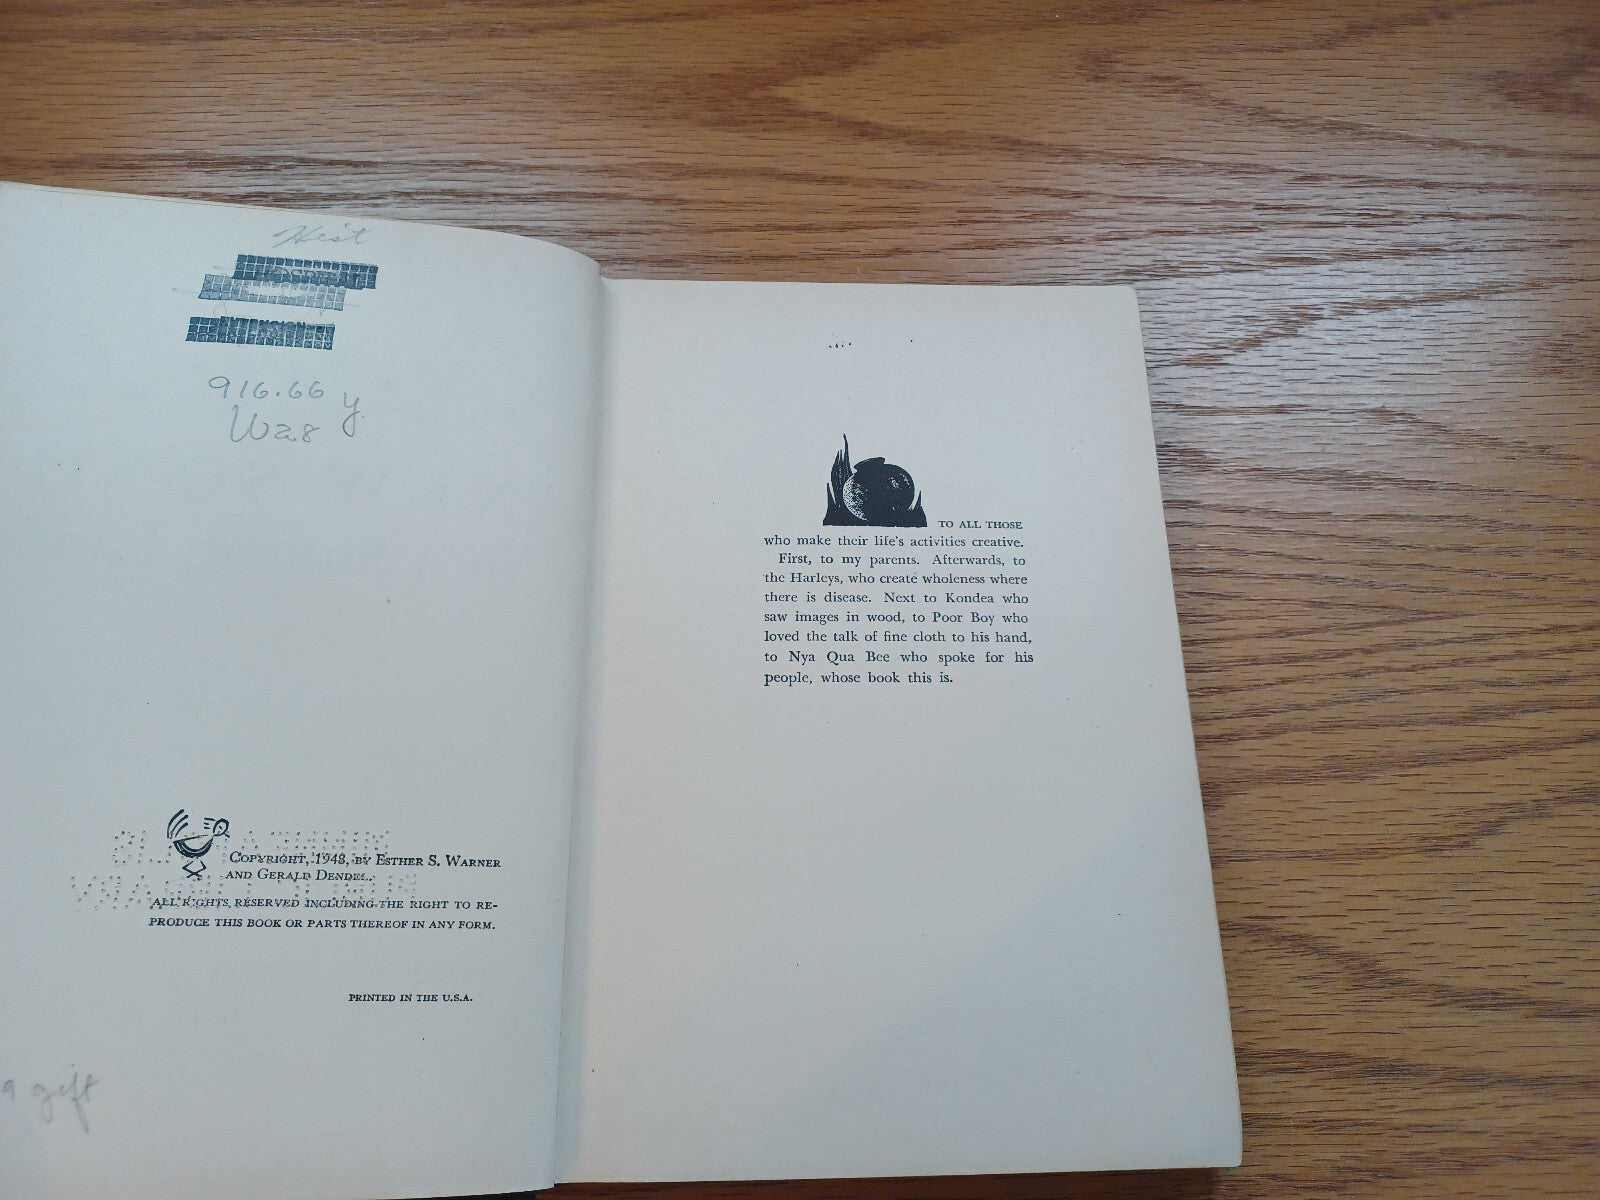 Hist
EXTENSION
916.66 y
Wa8
COPYRIGHT, 1948, BY ESTHER S. WARNER
AND GERALD DENDEL.
ALL RIGHTS RESERVED INCLUDING THE RIGHT TO RE-
PRODUCE THIS BOOK OR PARTS THEREOF IN ANY FORM.
PRINTED IN THE U.S.A.
a gift
TO ALL THOSE
who make their life's activities creative.
First, to my parents. Afterwards, to
the Harleys, who create wholeness where
there is disease. Next to Kondea who
saw images in wood, to Poor Boy who
loved the talk of fine cloth to his hand,
to Nya Qua Bee who spoke for his
people, whose book this is.